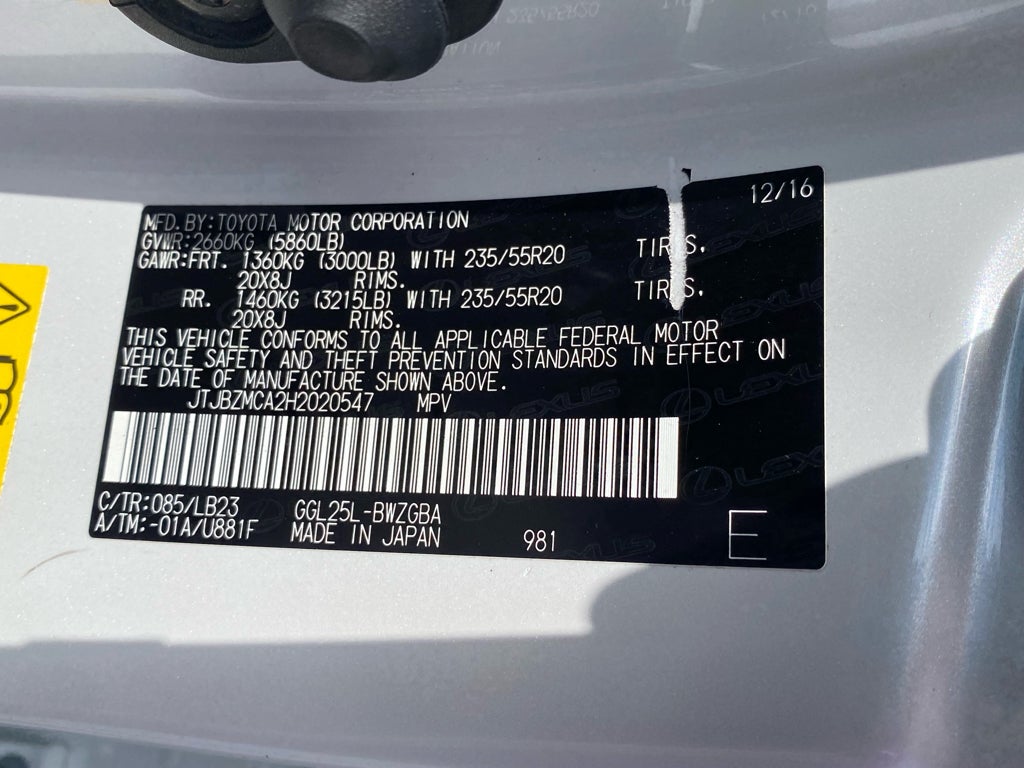 12/16
MFD.BY:TOYOTA MOTOR CORPORATION
GVWR:2660KG (5860LB)
GAWR:FRT. 1360KG (3000LB) WITH 235/55R20 TIRES.
20X8J RIMS.
RR. 1460KG (3215LB) WITH 235/55R20 TIRES.
20X8J RIMS.
THIS VEHICLE CONFORMS TO ALL APPLICABLE FEDERAL MOTOR
VEHICLE SAFETY AND THEFT PREVENTION STANDARDS IN EFFECT ON
THE DATE OF MANUFACTURE SHOWN ABOVE.
JTJBZMCA2H2020547 MPV
LEXUS
LEXUS
C/TR:085/LB23 GGL25L-BWZGBA
A/TM:-01A/U881F MADE IN JAPAN 981 E